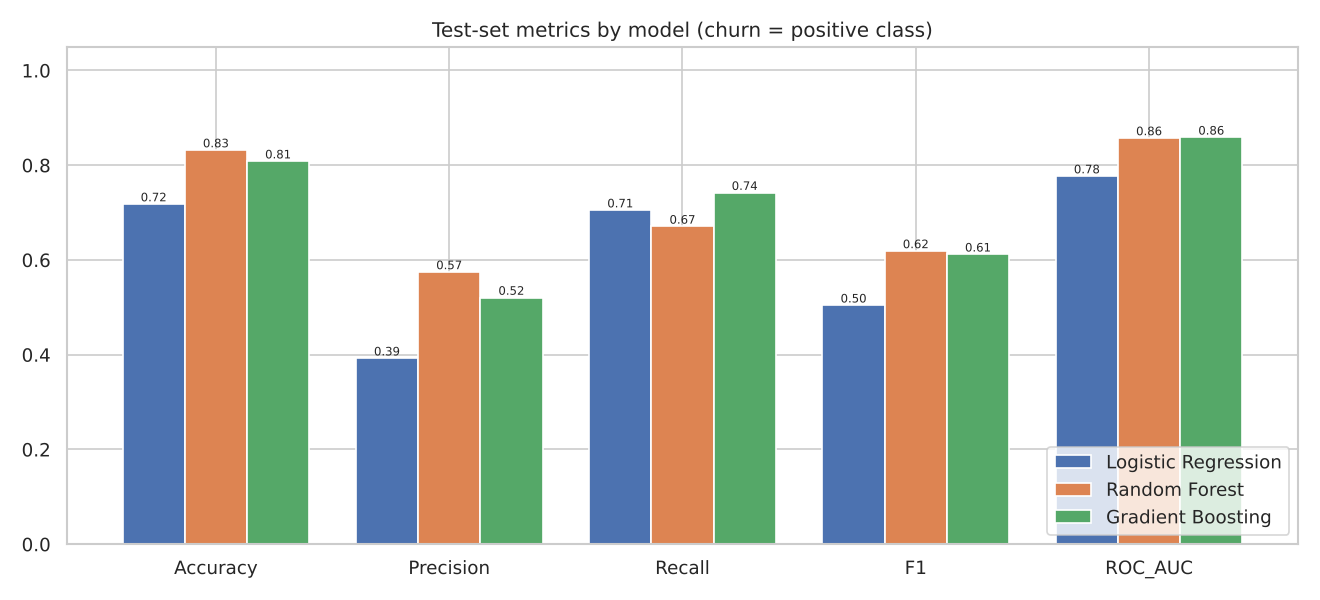 Test-set metrics by model (churn = positive class)
1.0
0.8
0.6
0.4
0.2
0.0
0.72
0.83
0.81
0.39
0.57
0.52
0.71
0.67
0.74
0.50
0.62
0.61
0.78
0.86
0.86
Logistic Regression
Random Forest
Gradient Boosting
Accuracy
Precision
Recall
F1
ROC_AUC